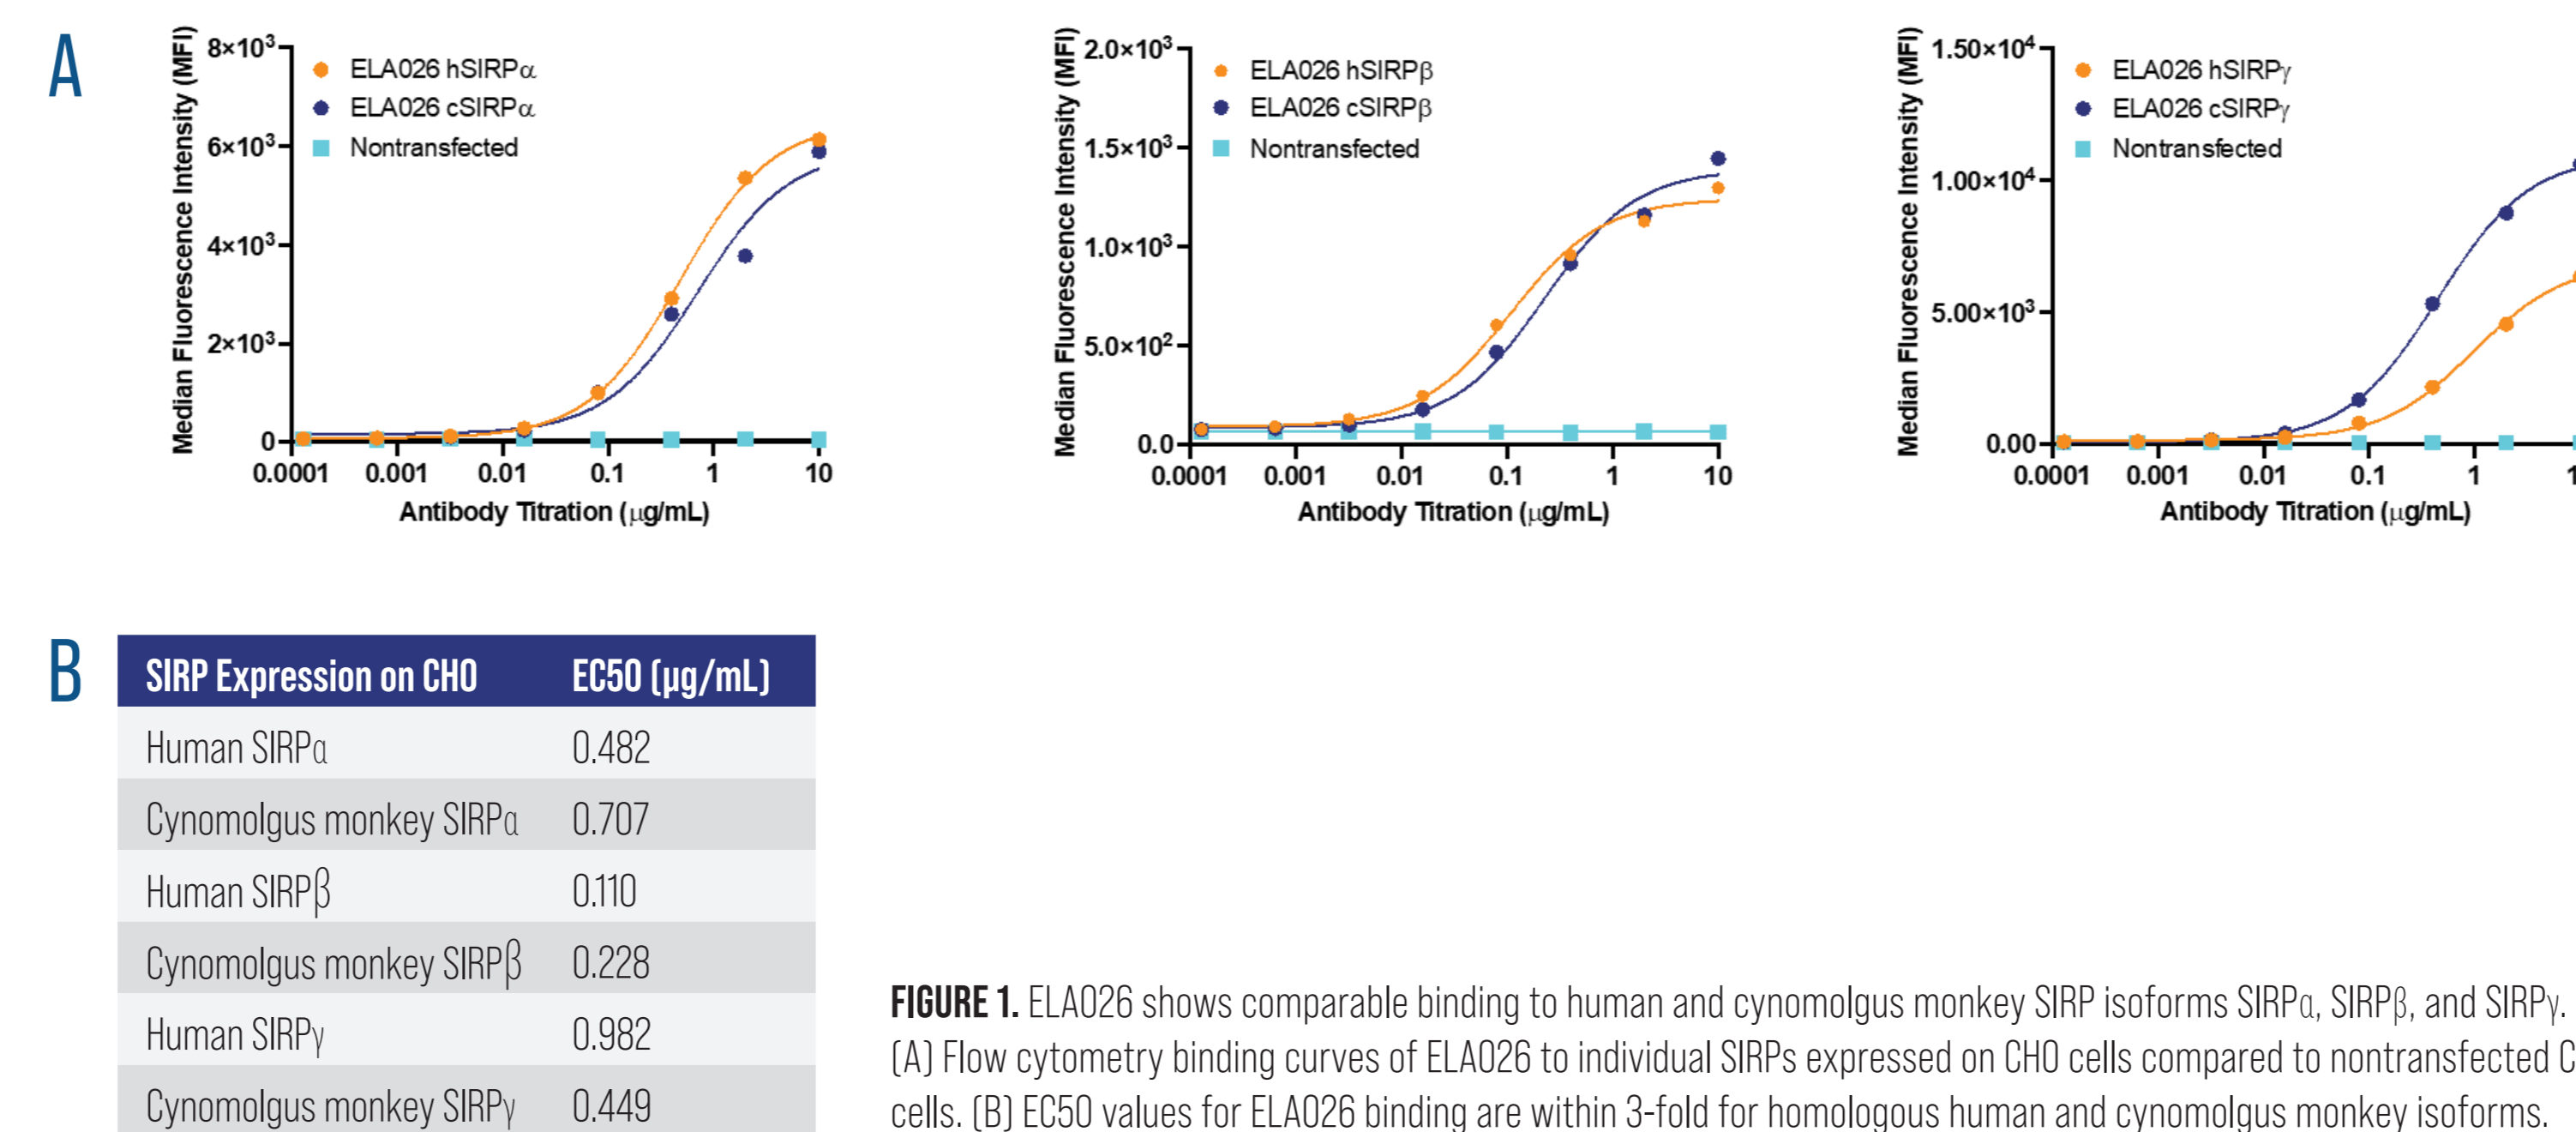 A
Median Fluorescence Intensity (MFI)
8×10³
6×10³
4×10³
2×10³
0
ELA026 hSIRPα
ELA026 cSIRPα
Nontransfected
0.0001 0.001 0.01 0.1 1 10
Antibody Titration (μg/mL)
Median Fluorescence Intensity (MFI)
2.0×10³
1.5×10³
1.0×10³
5.0×10²
0.0
ELA026 hSIRPβ
ELA026 cSIRPβ
Nontransfected
0.0001 0.001 0.01 0.1 1 10
Antibody Titration (μg/mL)
Median Fluorescence Intensity (MFI)
1.50×10⁴
1.00×10⁴
5.00×10³
0.00
ELA026 hSIRPγ
ELA026 cSIRPγ
Nontransfected
0.0001 0.001 0.01 0.1 1
Antibody Titration (μg/mL)
B
SIRP Expression on CHO EC50 (μg/mL)
Human SIRPα 0.482
Cynomolgus monkey SIRPα 0.707
Human SIRPβ 0.110
Cynomolgus monkey SIRPβ 0.228
Human SIRPγ 0.982
Cynomolgus monkey SIRPγ 0.449
FIGURE 1. ELA026 shows comparable binding to human and cynomolgus monkey SIRP isoforms SIRPα, SIRPβ, and SIRPγ.
(A) Flow cytometry binding curves of ELA026 to individual SIRPs expressed on CHO cells compared to nontransfected
cells. (B) EC50 values for ELA026 binding are within 3-fold for homologous human and cynomolgus monkey isoforms.